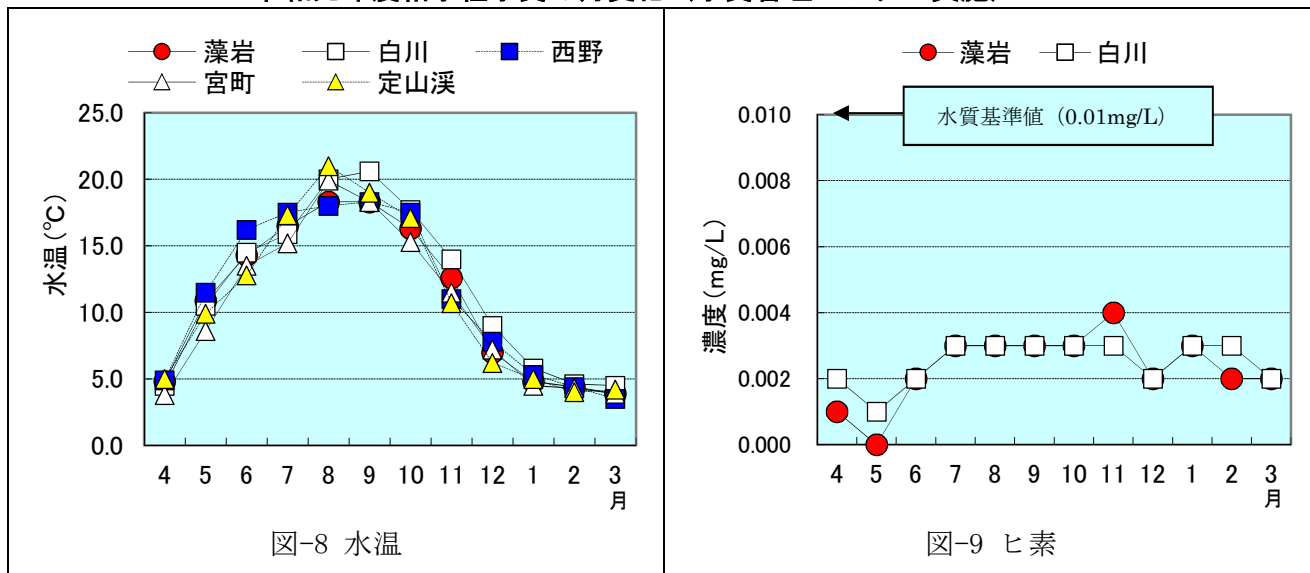 藻岩 白川 西野
宮町 定山渓
25.0
20.0
15.0
10.0
5.0
0.0
水温(℃)
4 5 6 7 8 9 10 11 12 1 2 3
月
図-8 水温
藻岩 白川
水質基準値（0.01mg/L）
0.010
0.008
0.006
0.004
0.002
0.000
濃度(mg/L)
4 5 6 7 8 9 10 11 12 1 2 3
月
図-9 ヒ素